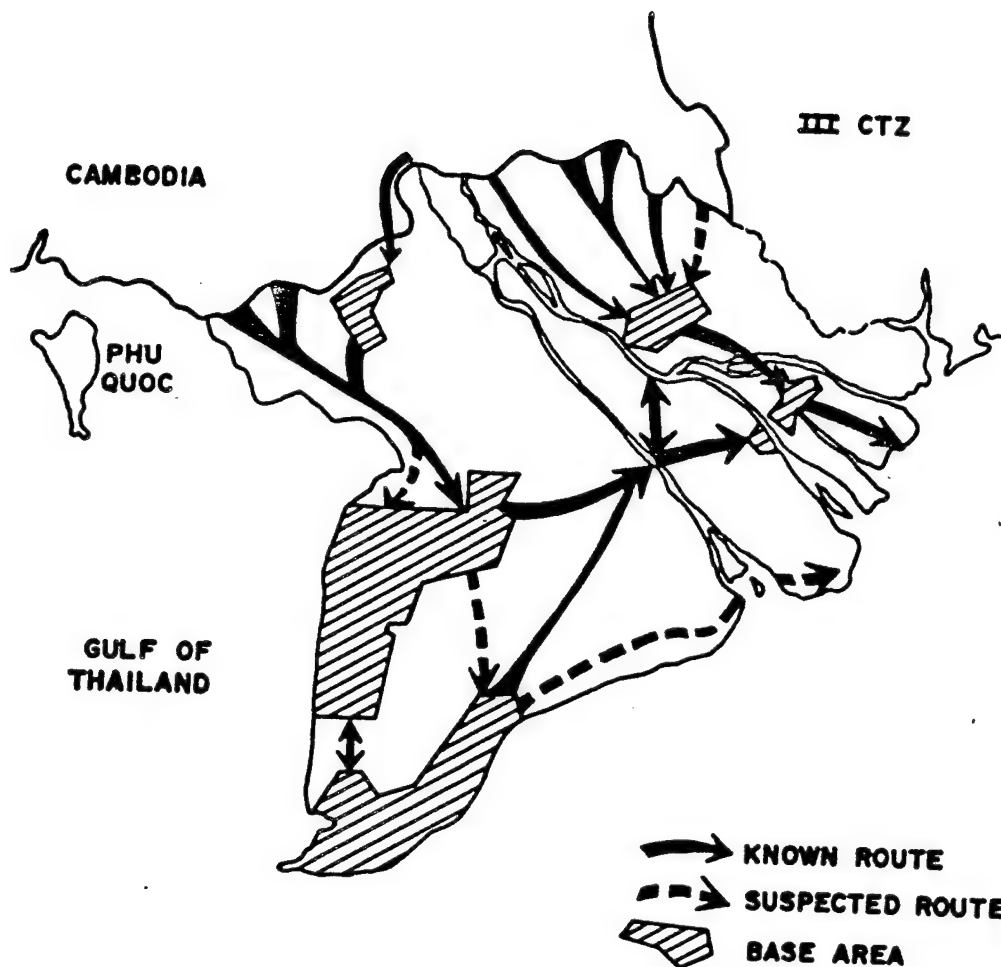 III CTZ
CAMBODIA
PHU
QUOC
GULF OF
THAILAND
KNOWN ROUTE
SUSPECTED ROUTE
BASE AREA